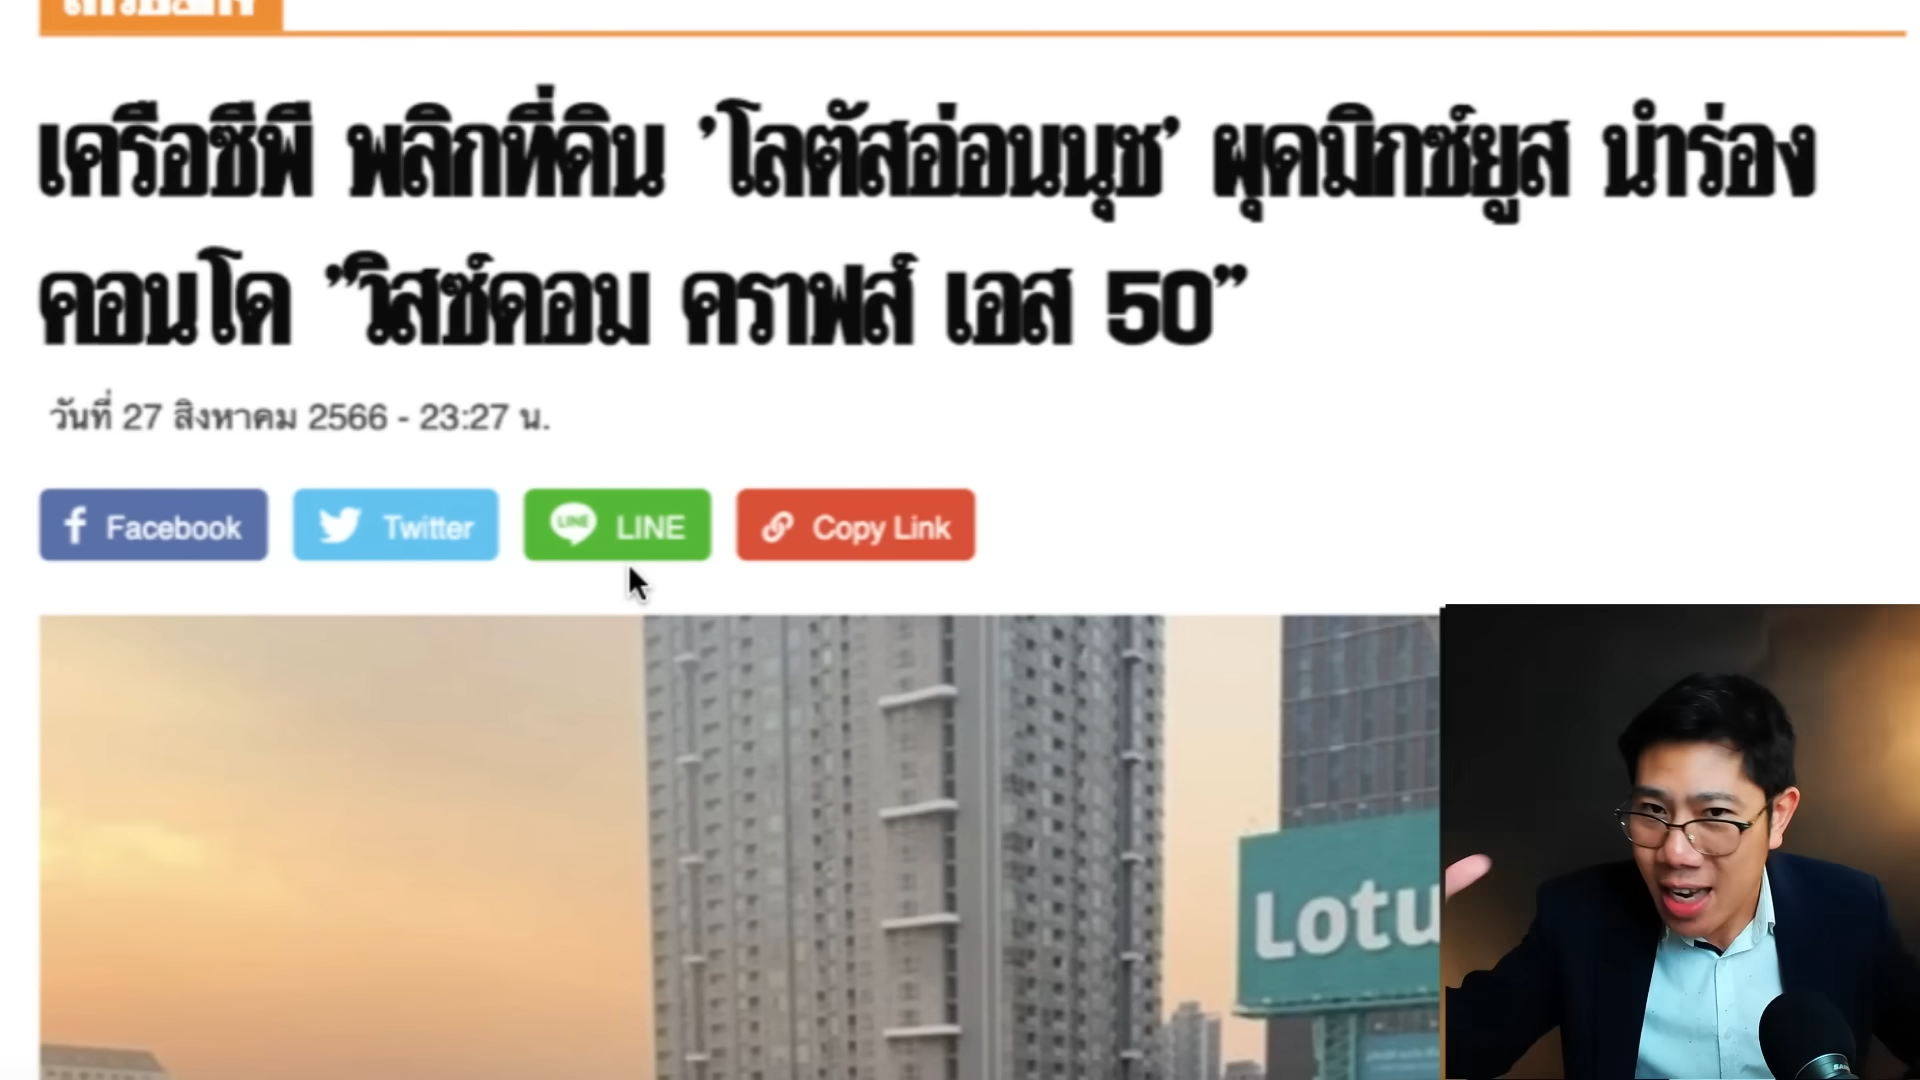 เครือซีพี พลิกที่ดิน ’โลตัสอ่อนนุช’ ผุดมิกซ์ยูส นำร่อง
คอนโด ”วิสซ์ดอม คราฟส์ เอส 50”
วันที่ 27 สิงหาคม 2566 - 23:27 น.
Facebook
Twitter
LINE
LINE
Copy Link
Lotu